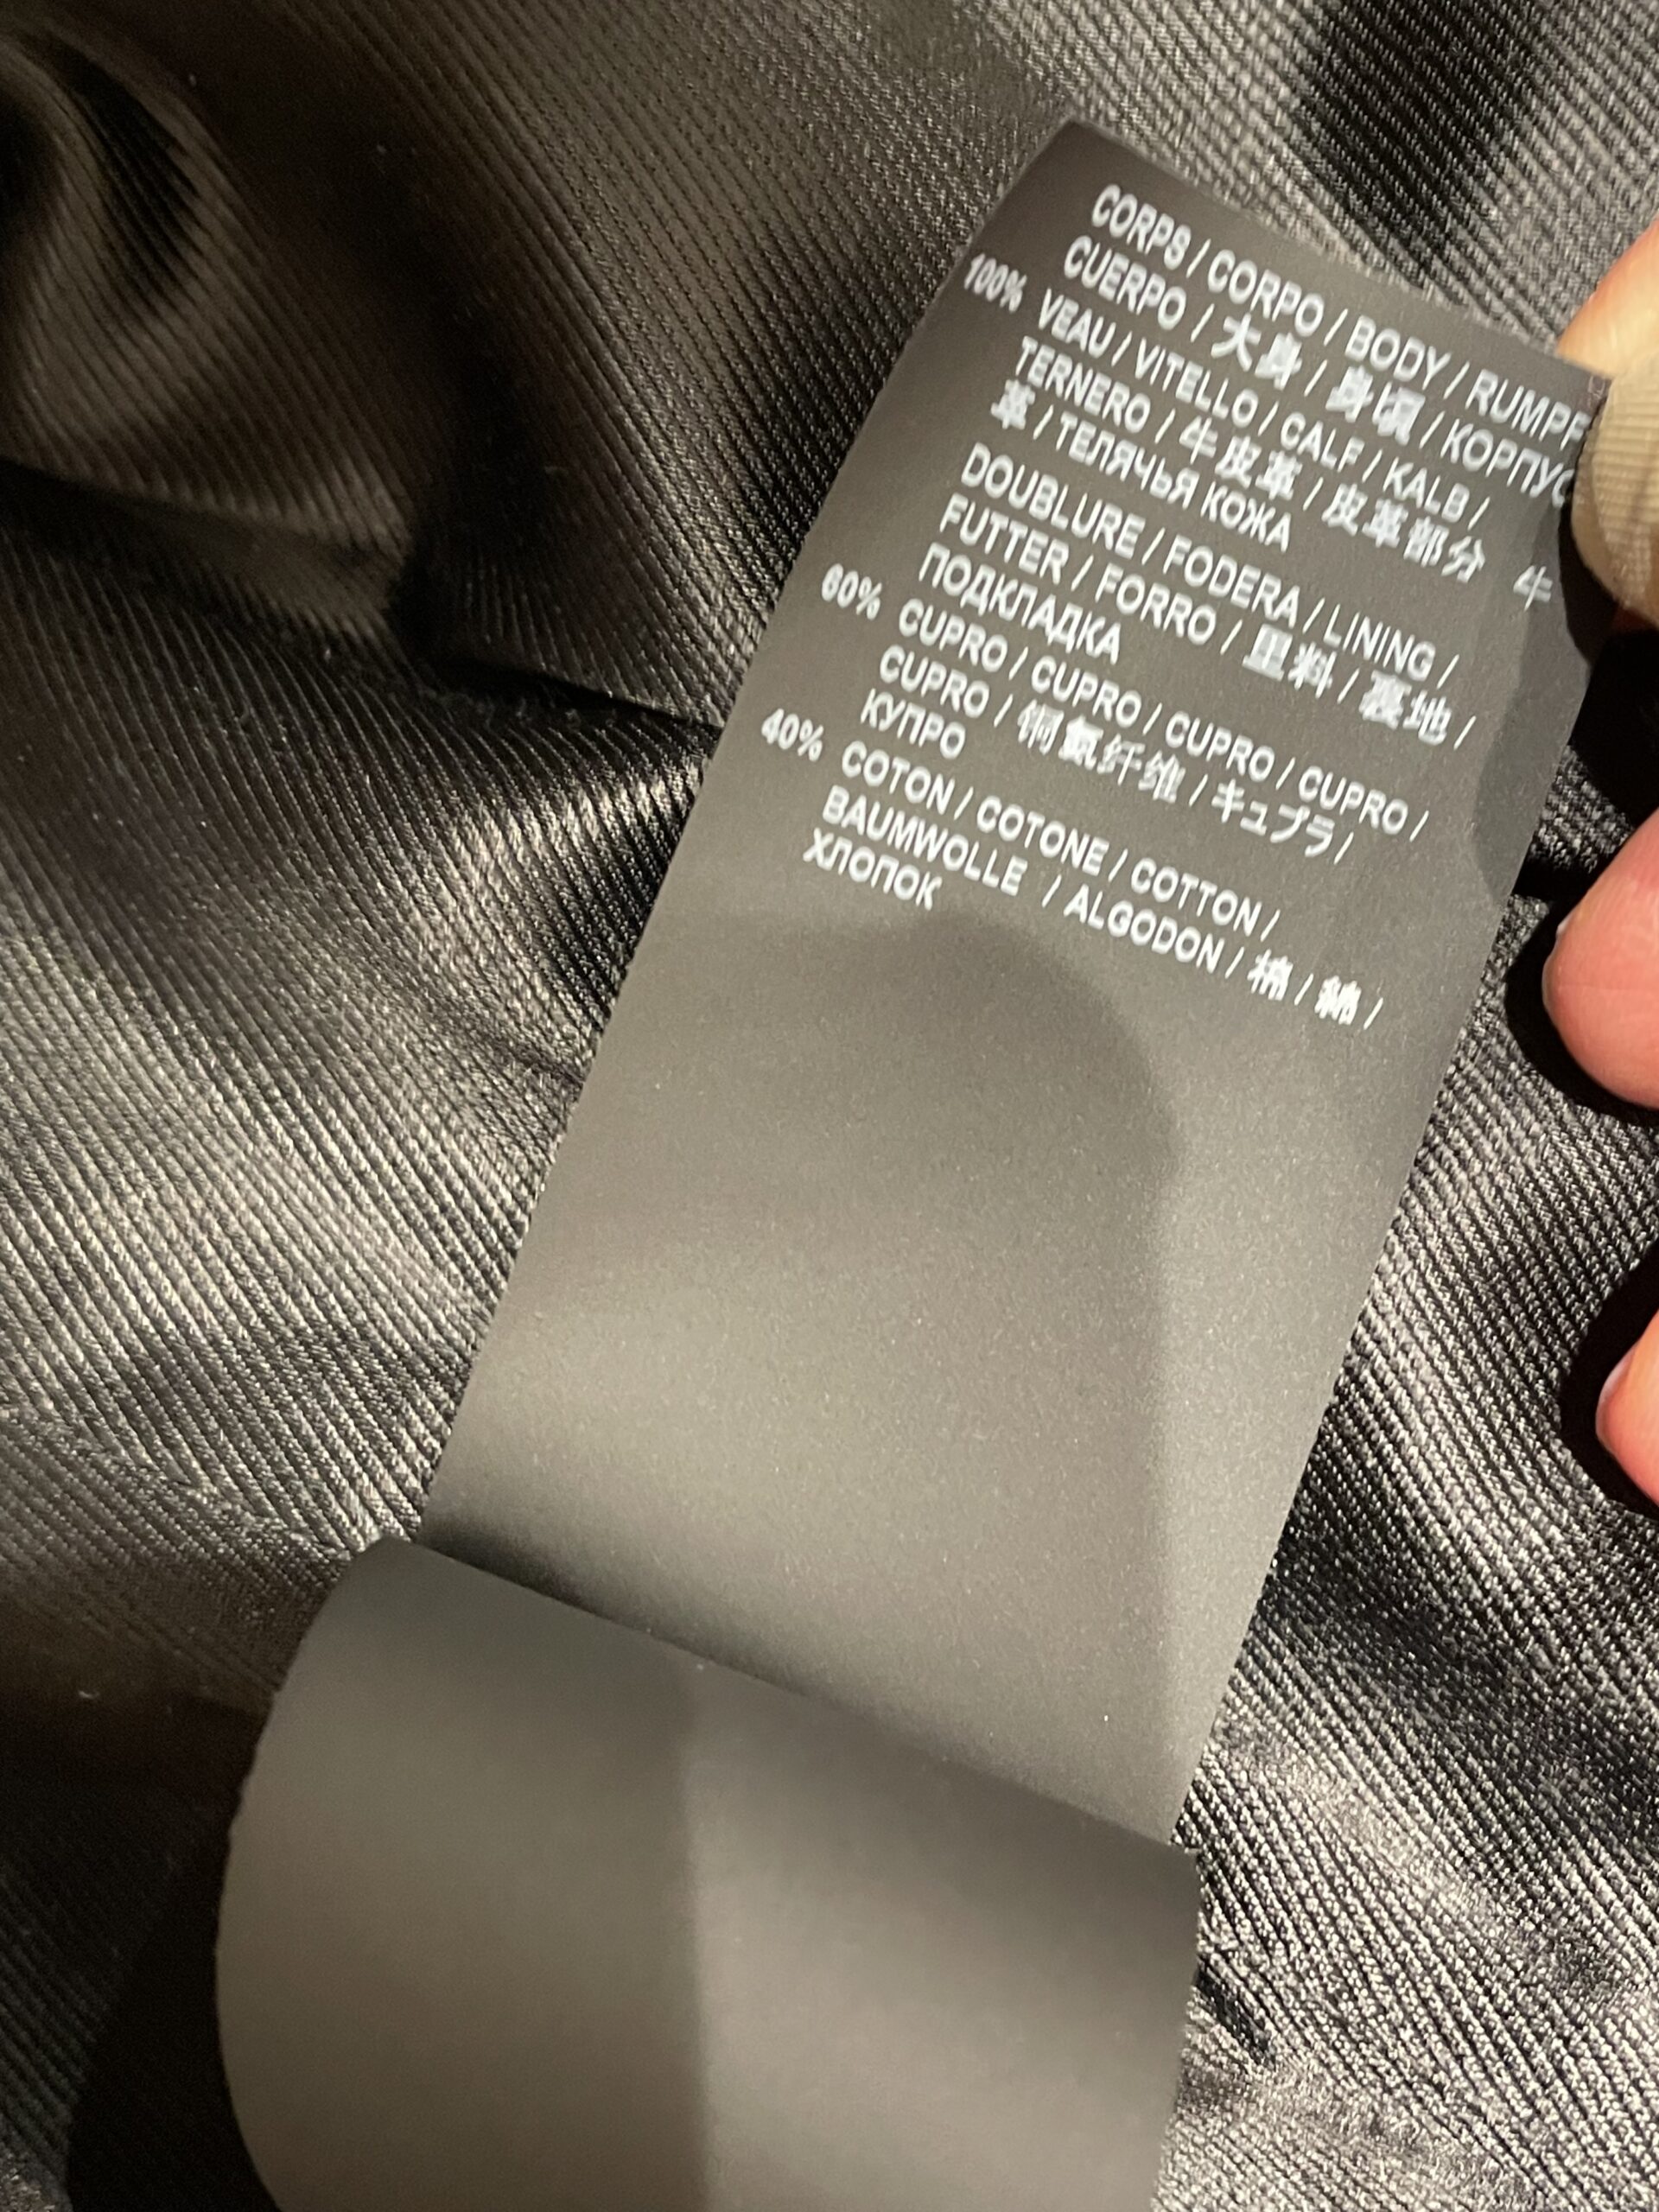 CORPS / CORPO / BODY / RUMPF
CUERPO / 大身 / 身頃 / КОРПУС
100% VEAU / VITELLO / CALF / KALB /
TERNERO / 牛皮革 / 皮革部分 牛
革 / ТЕЛЯЧЬЯ КОЖА
DOUBLURE / FODERA / LINING /
FUTTER / FORRO / 里料 / 裏地 /
ПОДКЛАДКА
60% CUPRO / CUPRO / CUPRO / CUPRO /
CUPRO / 铜氨纤维 / キュプラ /
КУПРО
40% COTON / COTONE / COTTON /
BAUMWOLLE / ALGODON / 棉 / 綿 /
ХЛОПОК